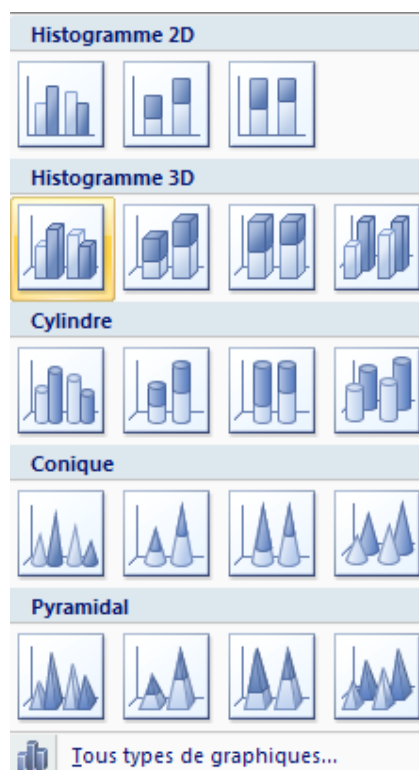 Histogramme 2D
Histogramme 3D
Cylindre
Conique
Pyramidal
Tous types de graphiques...